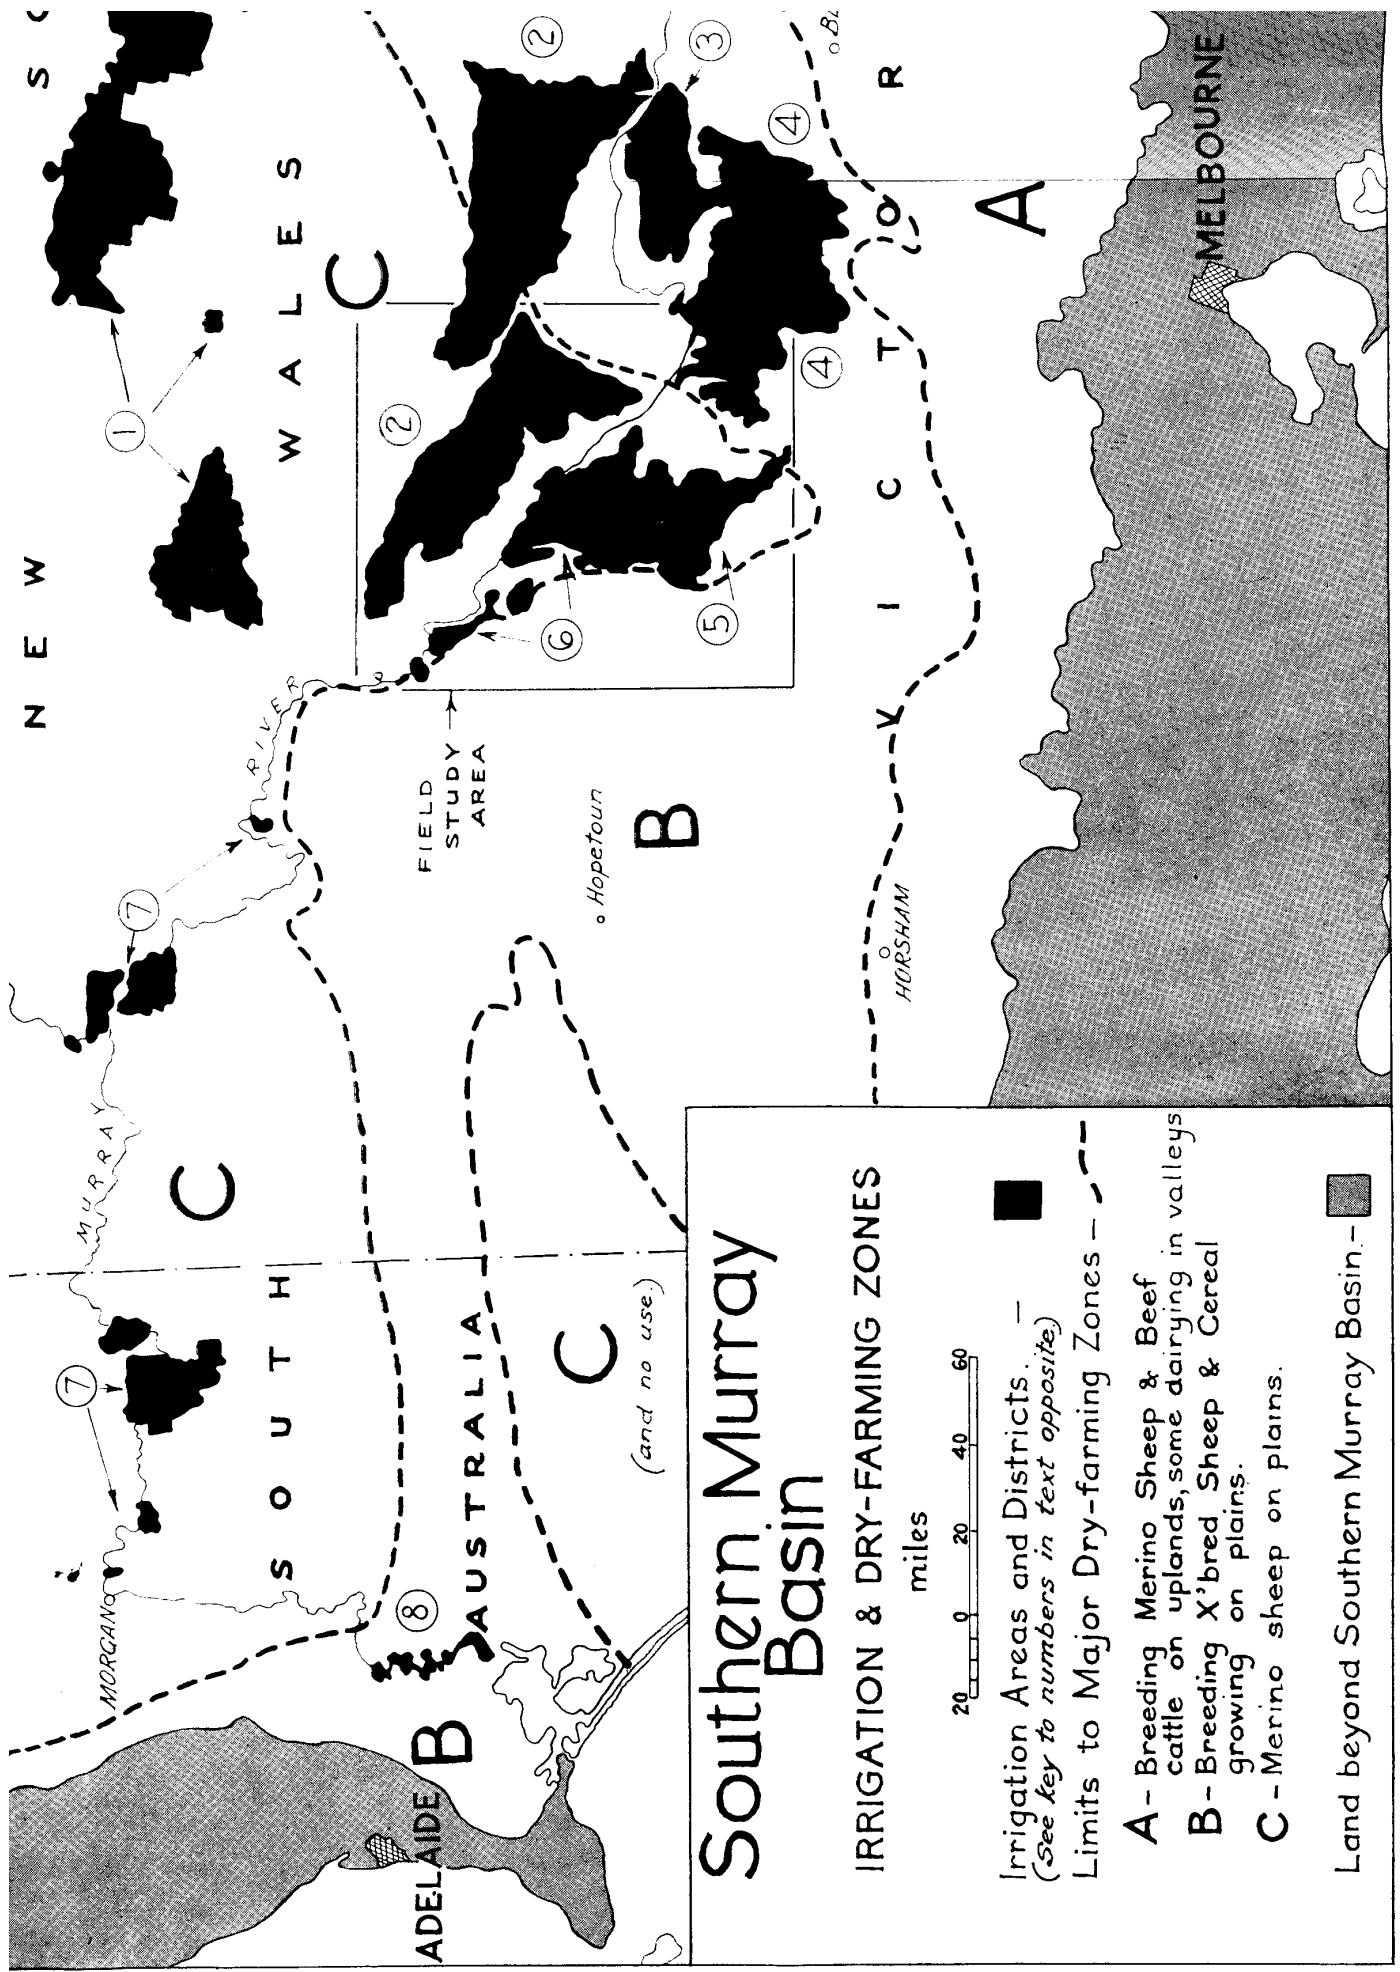 NEW
SO
WALES
C
1
2
2
3
4
4
5
6
7
7
8
RIVER
MURRAY
C
SOUTH
AUSTRALIA
C
(and no use.)
FIELD
STUDY
AREA
B
Hopetoun
HORSHAM
VICTOR
A
MELBOURNE
MORGAN
B
ADELAIDE
Southern Murray
Basin
IRRIGATION & DRY-FARMING ZONES
miles
20 0 20 40 60
Irrigation Areas and Districts. —
(See key to numbers in text opposite.)
Limits to Major Dry-farming Zones —
A - Breeding Merino Sheep & Beef
cattle on uplands, some dairying in valleys
B - Breeding X'bred Sheep & Cereal
growing on plains.
C - Merino sheep on plains.
Land beyond Southern Murray Basin.-